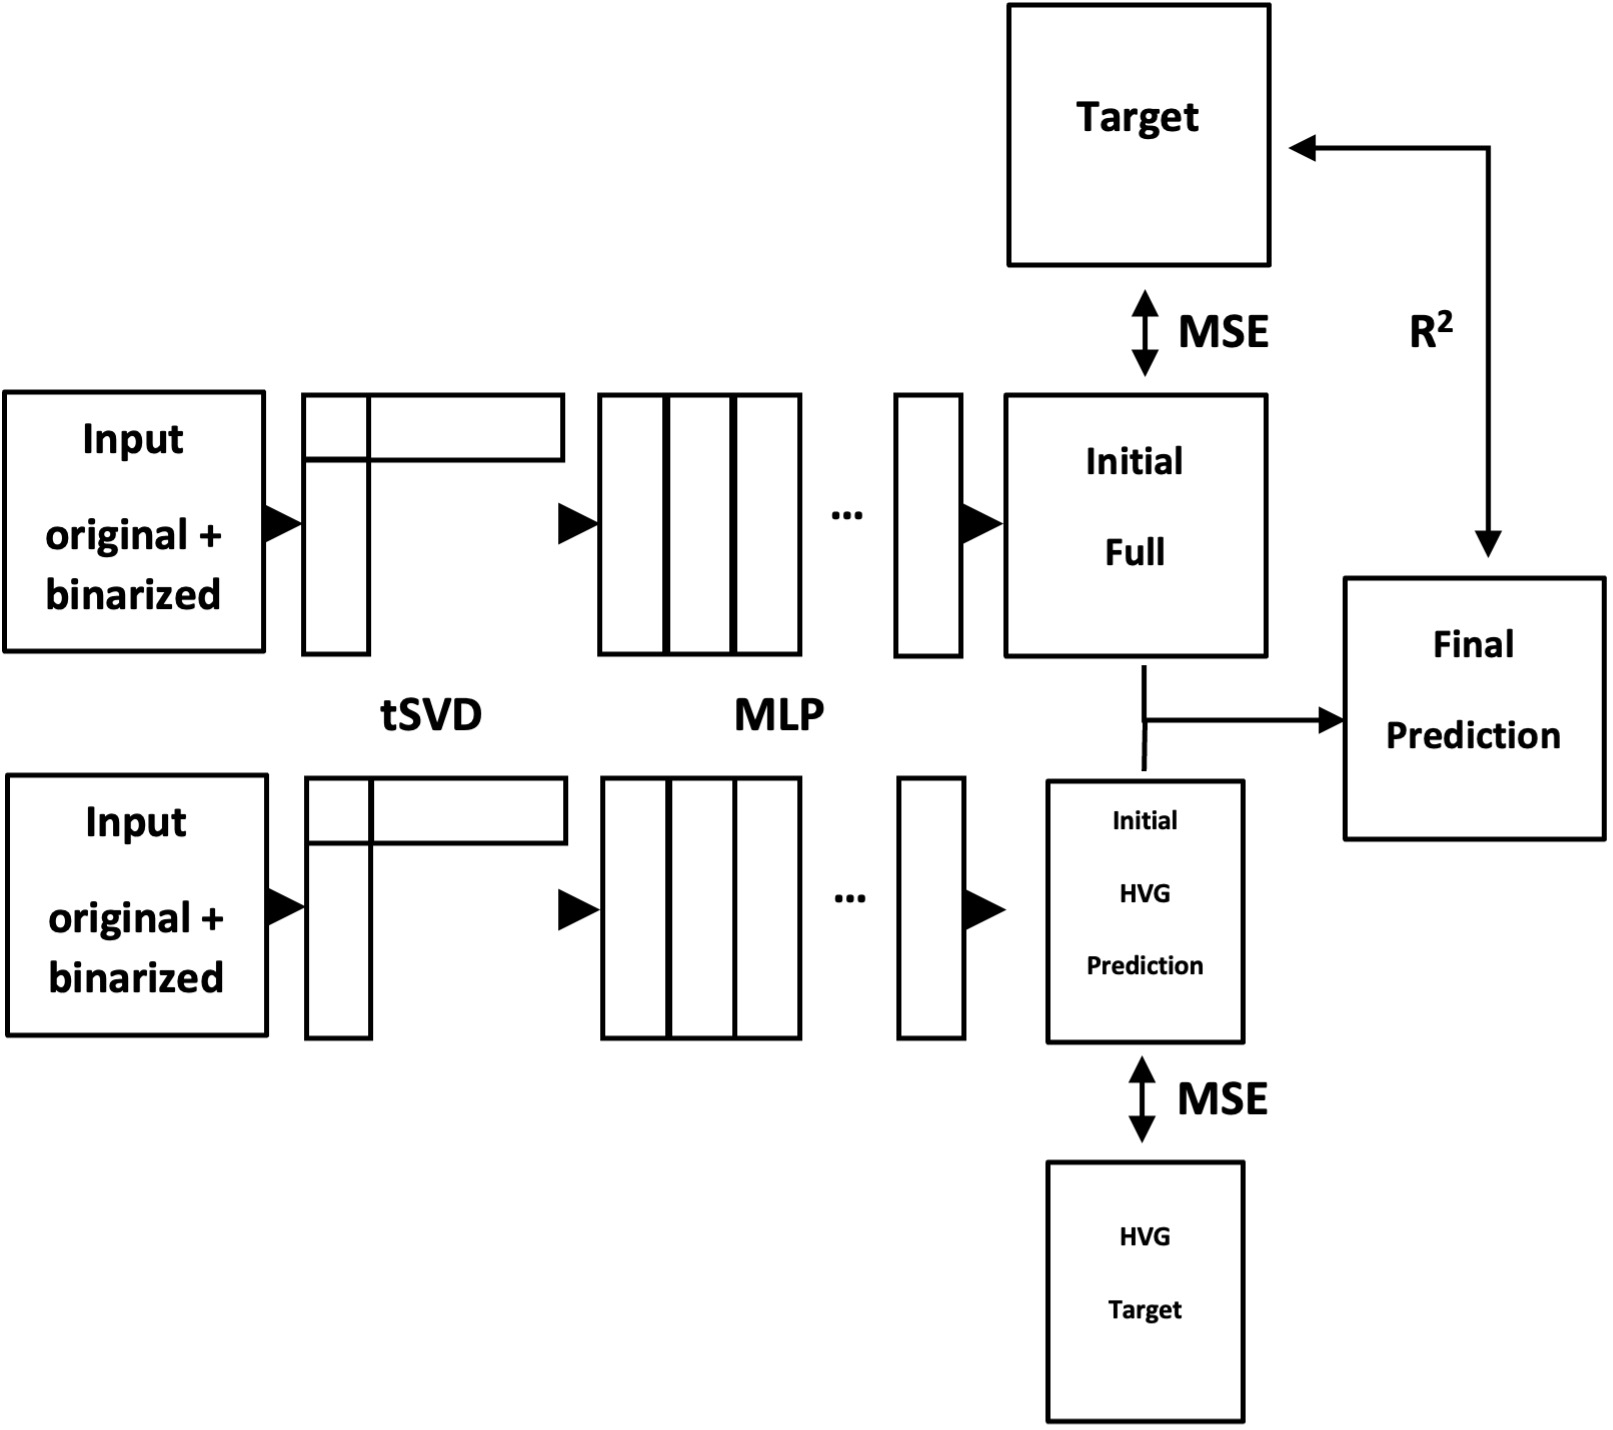 Target
MSE
R²
Input
original +
binarized
...
Initial
Full
tSVD
MLP
Final
Prediction
Input
original +
binarized
...
Initial
HVG
Prediction
MSE
HVG
Target